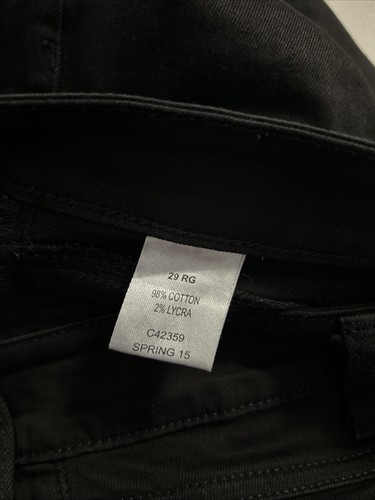 29 RG
98% COTTON
2% LYCRA
C42359
SPRING 15